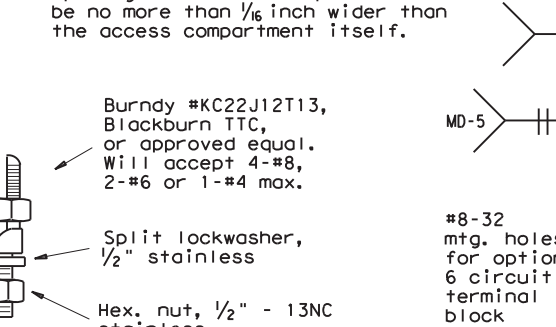 be no more than 1/16 inch wider than
the access compartment itself.
Burndy #KC22J12T13,
Blackburn TTC,
or approved equal.
Will accept 4-#8,
2-#6 or 1-#4 max.
Split lockwasher,
1/2" stainless
Hex. nut, 1/2" - 13NC
stainless
MD-5
#8-32
mtg. holes
for option
6 circuit
terminal
block